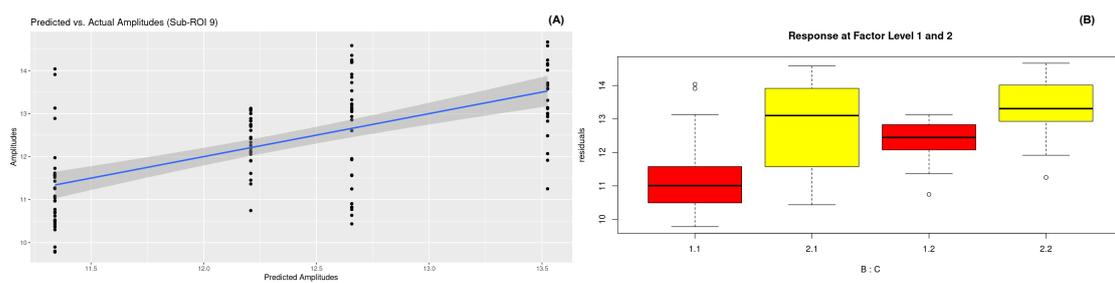 Predicted vs. Actual Amplitudes (Sub-ROI 9)
(A)
Amplitudes
14
13
12
11
10
11.5
12.0
12.5
13.0
13.5
Predicted Amplitudes
(B)
Response at Factor Level 1 and 2
residuals
14
13
12
11
10
1.1
2.1
1.2
2.2
B : C